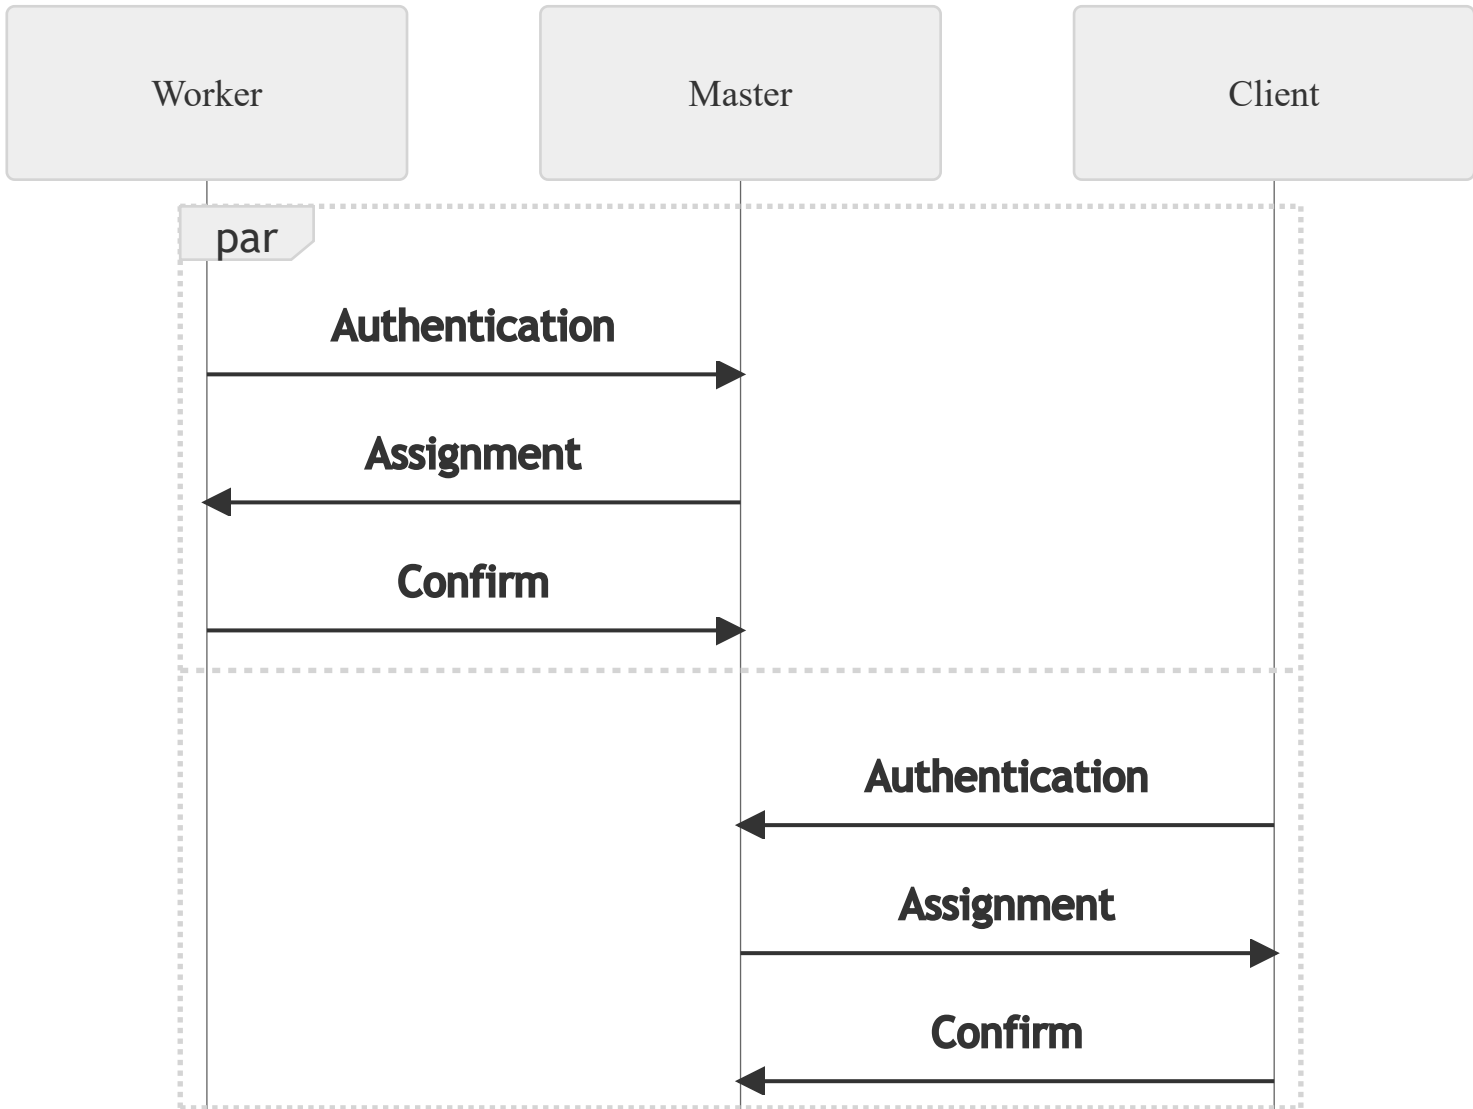 Worker
Master
Client
par
Authentication
Assignment
Confirm
Authentication
Assignment
Confirm